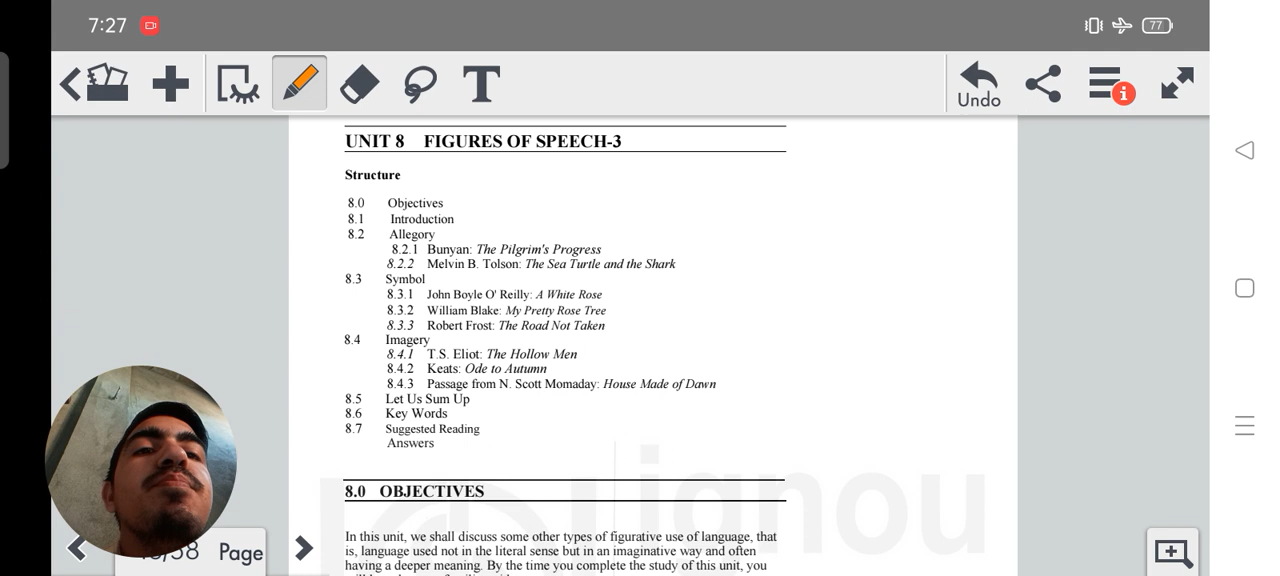 7:27
77
T
Undo
i
UNIT 8 FIGURES OF SPEECH-3
Structure
8.0 Objectives
8.1 Introduction
8.2 Allegory
8.2.1 Bunyan: The Pilgrim's Progress
8.2.2 Melvin B. Tolson: The Sea Turtle and the Shark
8.3 Symbol
8.3.1 John Boyle O' Reilly: A White Rose
8.3.2 William Blake: My Pretty Rose Tree
8.3.3 Robert Frost: The Road Not Taken
8.4 Imagery
8.4.1 T.S. Eliot: The Hollow Men
8.4.2 Keats: Ode to Autumn
8.4.3 Passage from N. Scott Momaday: House Made of Dawn
8.5 Let Us Sum Up
8.6 Key Words
8.7 Suggested Reading
Answers
ignou
8.0 OBJECTIVES
In this unit, we shall discuss some other types of figurative use of language, that
is, language used not in the literal sense but in an imaginative way and often
having a deeper meaning. By the time you complete the study of this unit, you
/58 Page